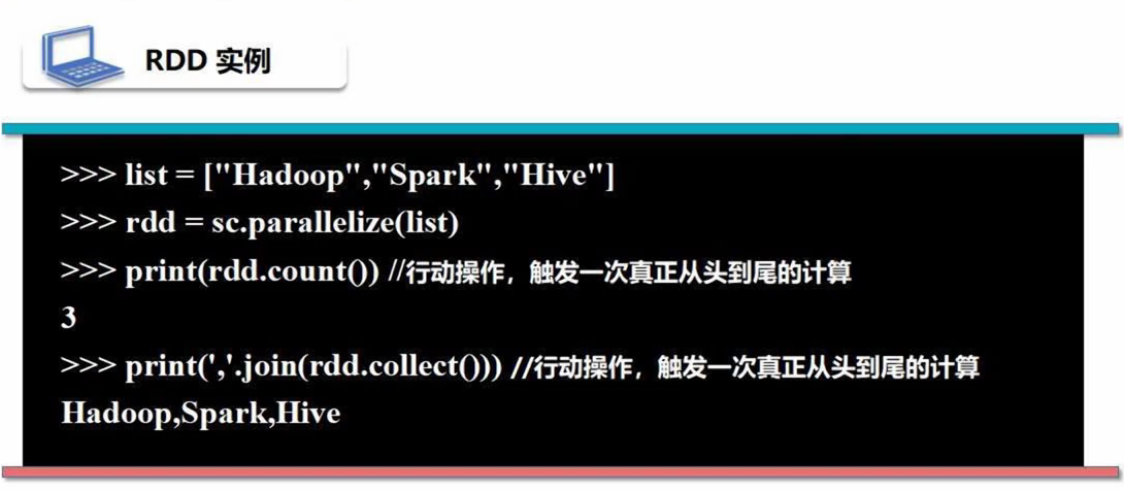 RDD 实例
>>> list = ["Hadoop","Spark","Hive"]
>>> rdd = sc.parallelize(list)
>>> print(rdd.count()) //行动操作，触发一次真正从头到尾的计算
3
>>> print(','.join(rdd.collect())) //行动操作，触发一次真正从头到尾的计算
Hadoop,Spark,Hive